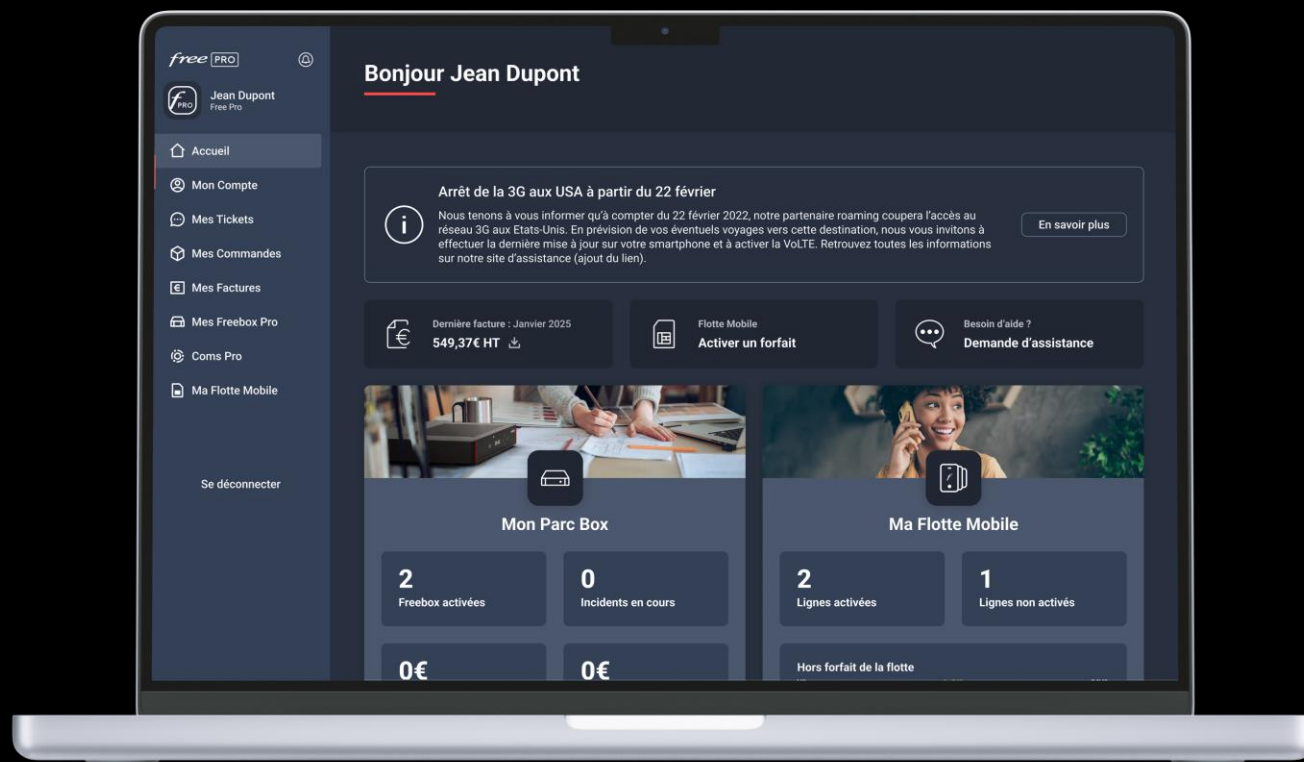 free PRO
Jean Dupont
Free Pro
Accueil
Mon Compte
Mes Tickets
Mes Commandes
Mes Factures
Mes Freebox Pro
Coms Pro
Ma Flotte Mobile
Se déconnecter
Bonjour Jean Dupont
Arrêt de la 3G aux USA à partir du 22 février
Nous tenons à vous informer qu'à compter du 22 février 2022, notre partenaire roaming coupera l'accès au
réseau 3G aux Etats-Unis. En prévision de vos éventuels voyages vers cette destination, nous vous invitons à
effectuer la dernière mise à jour sur votre smartphone et à activer la VoLTE. Retrouvez toutes les informations
sur notre site d'assistance (ajout du lien).
En savoir plus
Dernière facture : Janvier 2025
549,37€ HT
Flotte Mobile
Activer un forfait
Besoin d'aide ?
Demande d'assistance
Mon Parc Box
2
Freebox activées
0
Incidents en cours
0€
0€
Ma Flotte Mobile
2
Lignes activées
1
Lignes non activés
Hors forfait de la flotte